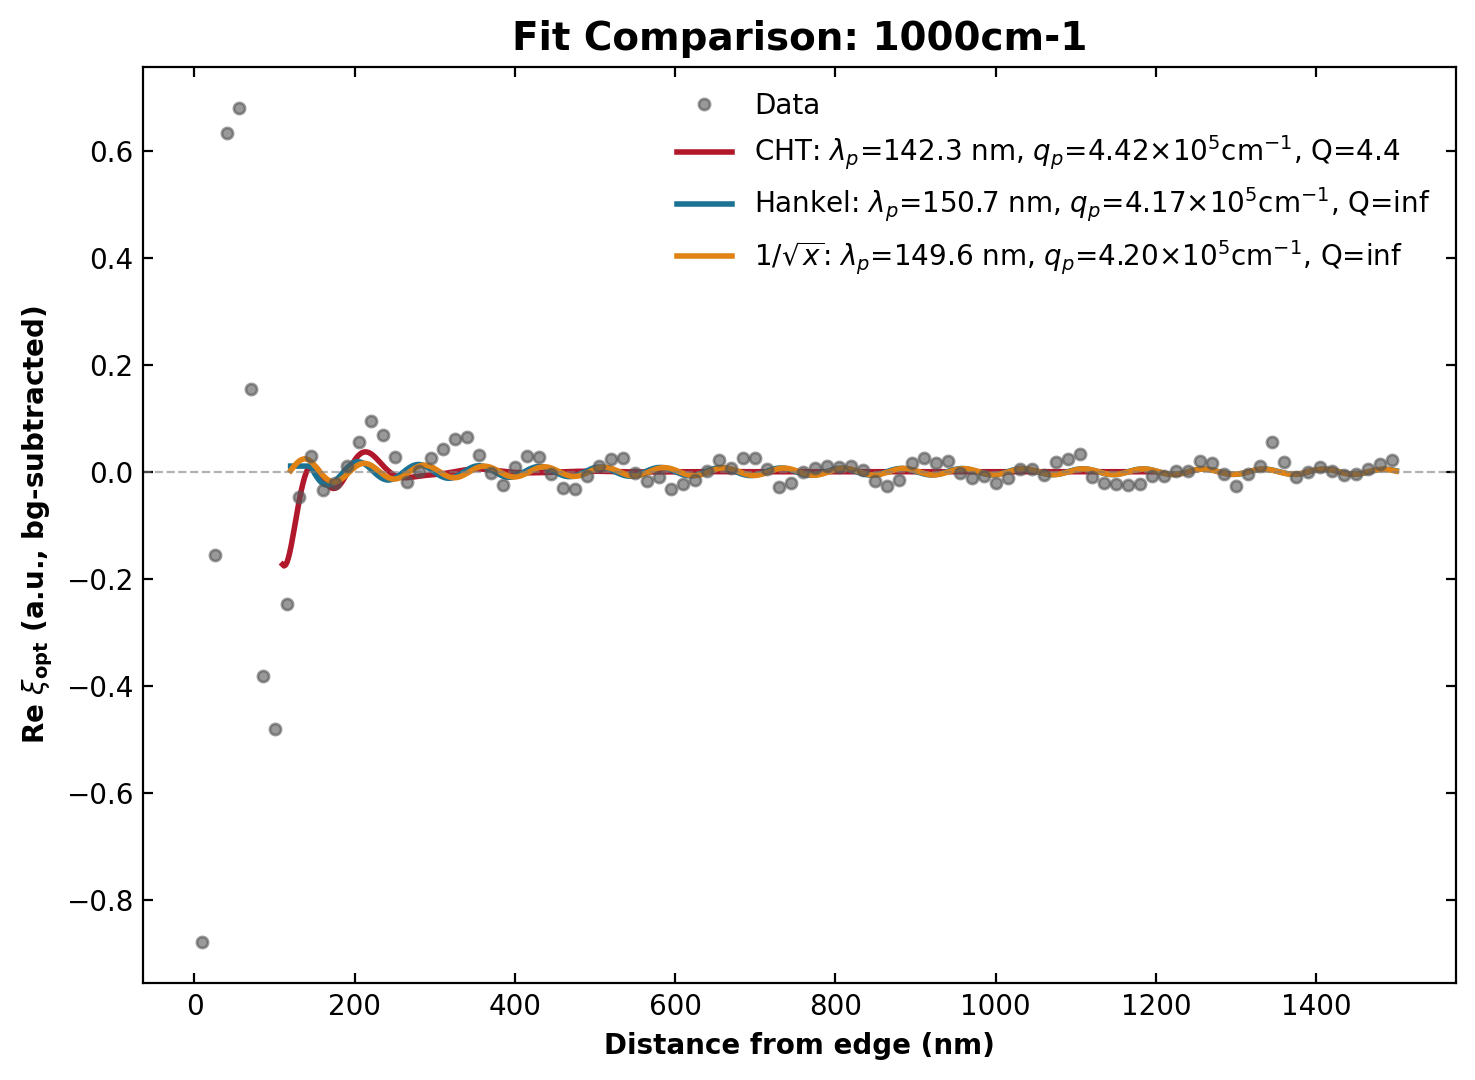 Fit Comparison: 1000cm-1
Data
CHT: λₚ=142.3 nm, qₚ=4.42×10⁵cm⁻¹, Q=4.4
Hankel: λₚ=150.7 nm, qₚ=4.17×10⁵cm⁻¹, Q=inf
1/√x: λₚ=149.6 nm, qₚ=4.20×10⁵cm⁻¹, Q=inf
Re ξopt (a.u., bg-subtracted)
0.6
0.4
0.2
0.0
−0.2
−0.4
−0.6
−0.8
0 200 400 600 800 1000 1200 1400
Distance from edge (nm)